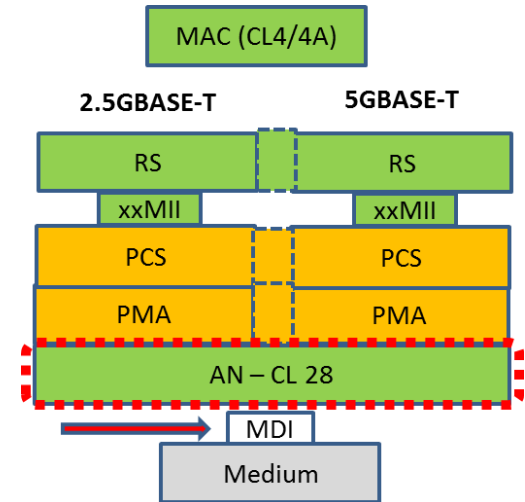 MAC (CL4/4A)
2.5GBASE-T 5GBASE-T
RS RS
xxMII xxMII
PCS PCS
PMA PMA
AN – CL 28
MDI
Medium